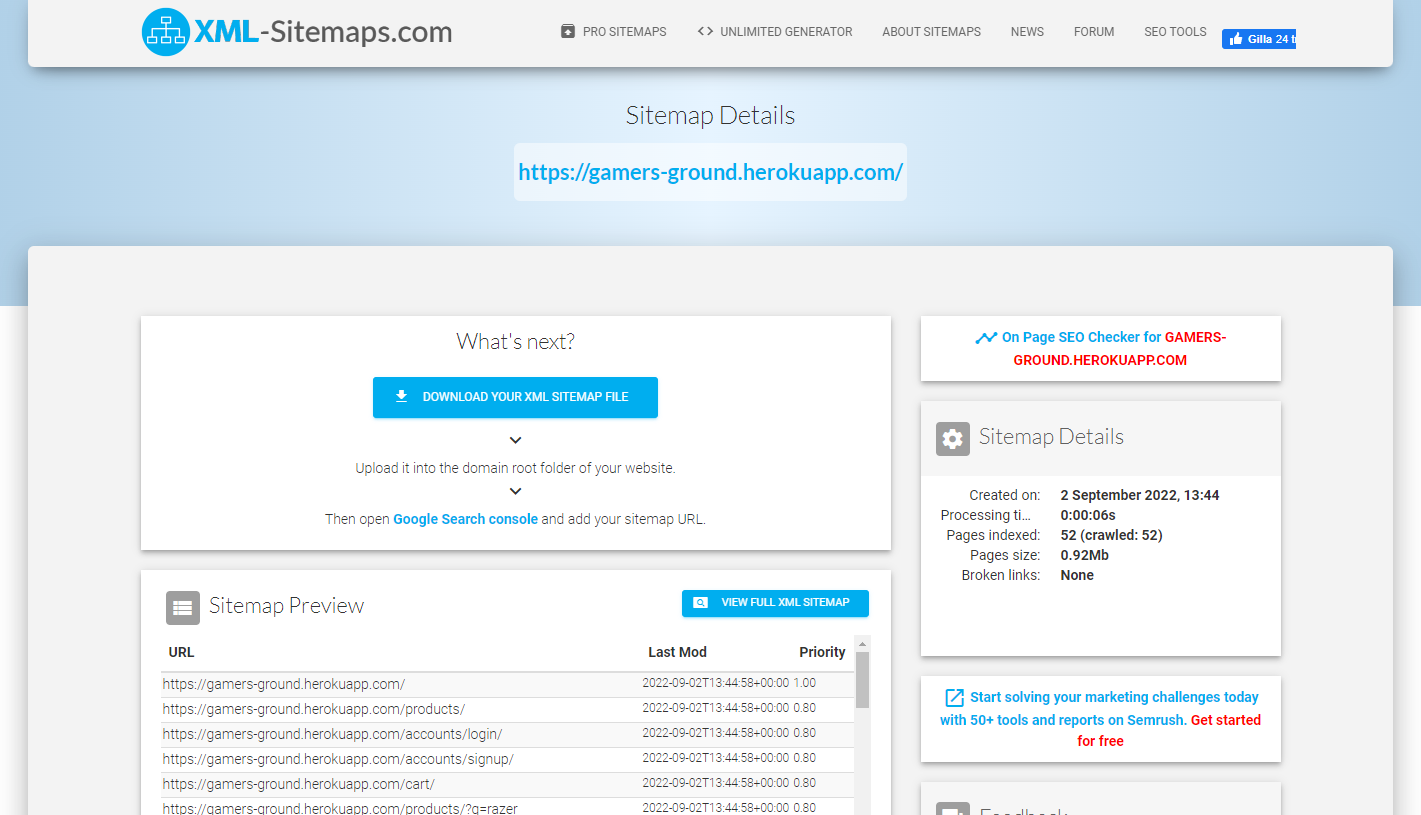 XML-Sitemaps.com
PRO SITEMAPS
UNLIMITED GENERATOR
ABOUT SITEMAPS
NEWS
FORUM
SEO TOOLS
Gilla 24 t
Sitemap Details
https://gamers-ground.herokuapp.com/
What's next?
DOWNLOAD YOUR XML SITEMAP FILE
Upload it into the domain root folder of your website.
Then open Google Search console and add your sitemap URL.
Sitemap Preview
VIEW FULL XML SITEMAP
URL Last Mod Priority
https://gamers-ground.herokuapp.com/ 2022-09-02T13:44:58+00:00 1.00
https://gamers-ground.herokuapp.com/products/ 2022-09-02T13:44:58+00:00 0.80
https://gamers-ground.herokuapp.com/accounts/login/ 2022-09-02T13:44:58+00:00 0.80
https://gamers-ground.herokuapp.com/accounts/signup/ 2022-09-02T13:44:58+00:00 0.80
https://gamers-ground.herokuapp.com/cart/ 2022-09-02T13:44:58+00:00 0.80
https://gamers-ground.herokuapp.com/products/?q=razer 2022-09-02T13:44:58+00:00 0.80
On Page SEO Checker for GAMERS-
GROUND.HEROKUAPP.COM
Sitemap Details
Created on: 2 September 2022, 13:44
Processing ti... 0:00:06s
Pages indexed: 52 (crawled: 52)
Pages size: 0.92Mb
Broken links: None
Start solving your marketing challenges today
with 50+ tools and reports on Semrush. Get started
for free
Feedback